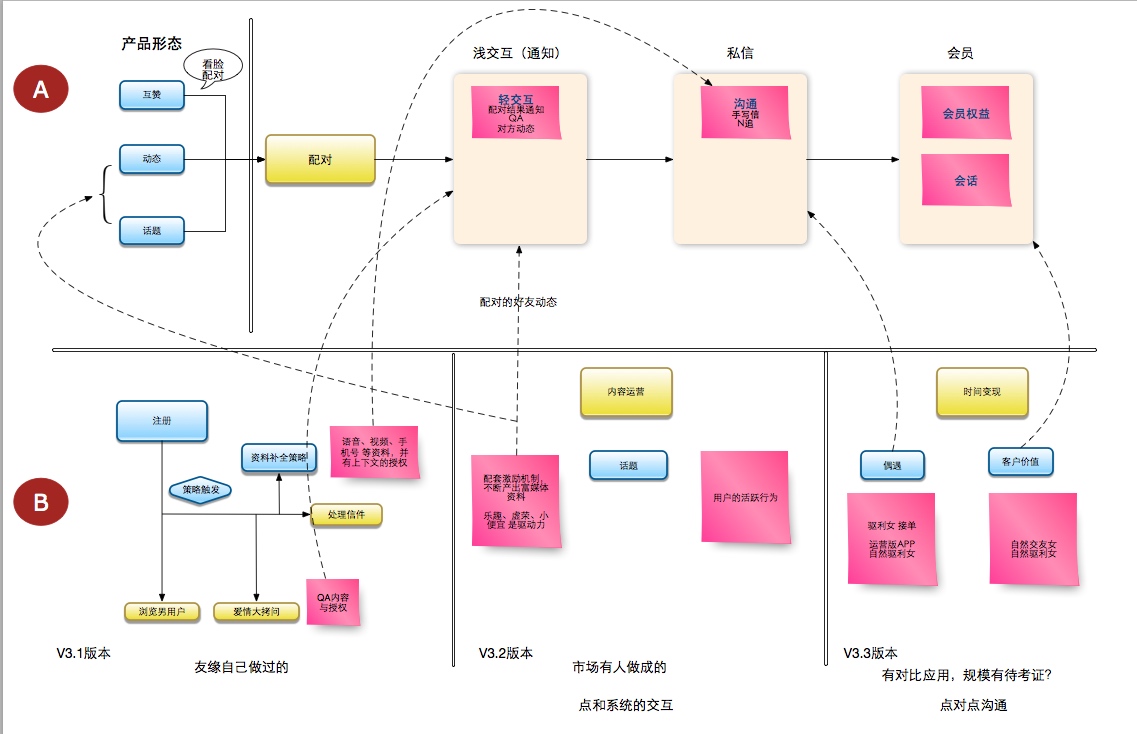 产品形态
浅交互（通知）
私信
会员
看脸
配对
A
互赞
动态
话题
配对
轻交互
配对结果通知
QA
对方动态
沟通
手写信
N追
会员权益
会话
配对的好友动态
B
注册
资料补全策略
策略触发
处理信件
浏览男用户
爱情大拷问
语音、视频、手
机号 等资料，并
有上下文的授权
QA内容
与授权
V3.1版本
友缘自己做过的
内容运营
话题
配套激励机制，
不断产出富媒体
资料
乐趣、虚荣、小
便宜 是驱动力
用户的活跃行为
V3.2版本
市场有人做成的
点和系统的交互
时间变现
偶遇
客户价值
驱利女 接单
运营版APP
自然驱利女
自然交友女
自然驱利女
V3.3版本
有对比应用，规模有待考证？
点对点沟通